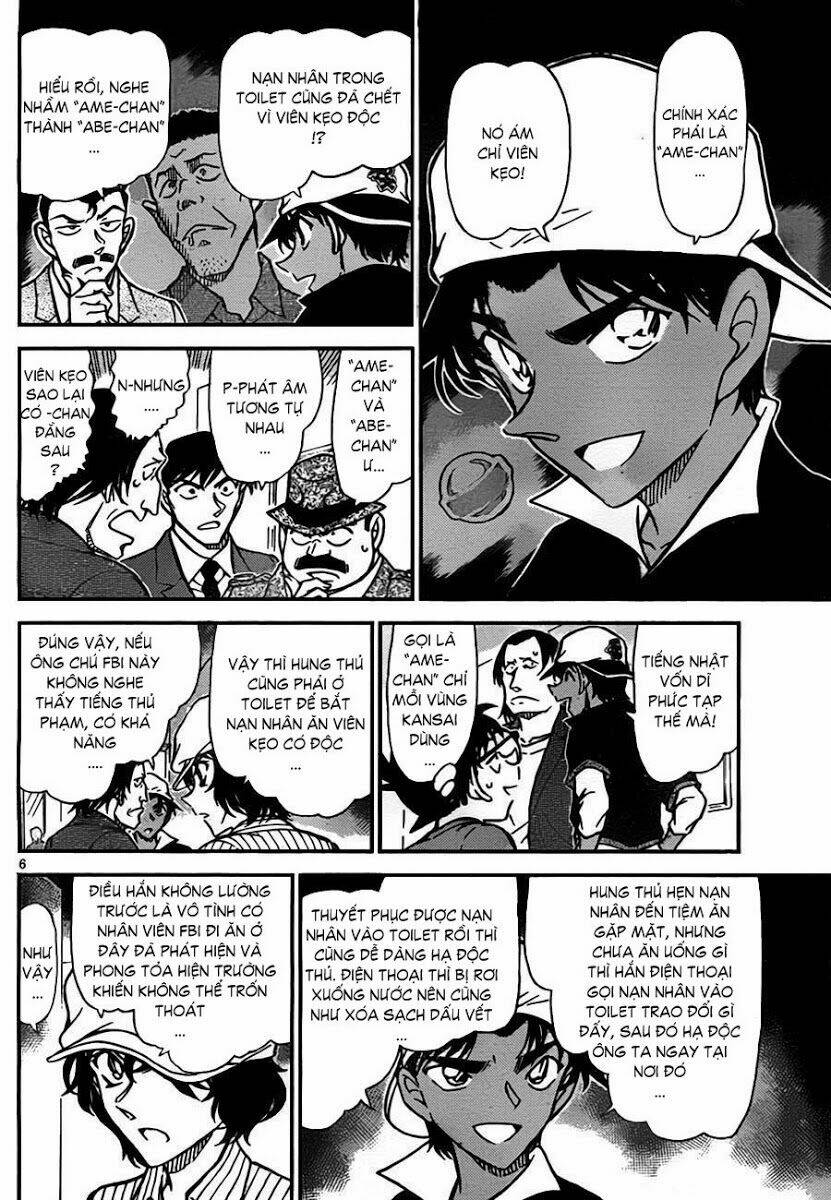 CHÍNH XÁC
PHẢI LÀ
"AME-CHAN"
...
NÓ ÁM
CHỈ VIÊN
KẸO!
NẠN NHÂN TRONG
TOILET CŨNG ĐÃ CHẾT
VÌ VIÊN KẸO ĐỘC
!?
HIỂU RỒI, NGHE
NHẦM "AME-CHAN"
THÀNH "ABE-CHAN"
...
"AME-
CHAN"
VÀ
"ABE-
CHAN"
Ư...
P-PHÁT ÂM
TƯƠNG TỰ
NHAU
....
N-NHƯNG
....
VIÊN KẸO
SAO LẠI
CÓ -CHAN
ĐẰNG
SAU
?
TIẾNG NHẬT
VỐN DĨ
PHỨC TẠP
THẾ MÀ!
GỌI LÀ
"AME-
CHAN" CHỈ
MỖI VÙNG
KANSAI
DÙNG
....
VẬY THÌ HUNG THỦ
CŨNG PHẢI Ở
TOILET ĐỂ BẮT
NẠN NHÂN ĂN VIÊN
KẸO CÓ ĐỘC
....
ĐÚNG VẬY, NẾU
ÔNG CHÚ FBI NÀY
KHÔNG NGHE
THẤY TIẾNG THỦ
PHẠM, CÓ KHẢ
NĂNG
....
6
HUNG THỦ HẸN NẠN
NHÂN ĐẾN TIỆM ĂN
GẶP MẶT, NHƯNG
CHƯA ĂN UỐNG GÌ
THÌ HẮN ĐIỆN THOẠI
GỌI NẠN NHÂN VÀO
TOILET TRAO ĐỔI GÌ
ĐẤY, SAU ĐÓ HẠ ĐỘC
ÔNG TA NGAY TẠI
NƠI ĐÓ
....
THUYẾT PHỤC ĐƯỢC NẠN
NHÂN VÀO TOILET RỒI THÌ
CŨNG DỄ DÀNG HẠ ĐỘC
THỦ, ĐIỆN THOẠI THÌ BỊ RƠI
XUỐNG NƯỚC NÊN CŨNG
NHƯ XÓA SẠCH DẤU VẾT
....
ĐIỀU HẮN KHÔNG LƯỜNG
TRƯỚC LÀ VÔ TÌNH CÓ
NHÂN VIÊN FBI ĐI ĂN Ở
ĐÂY ĐÃ PHÁT HIỆN VÀ
PHONG TỎA HIỆN TRƯỜNG
KHIẾN KHÔNG THỂ TRỐN
THOÁT
...
NHƯ
VẬY
...